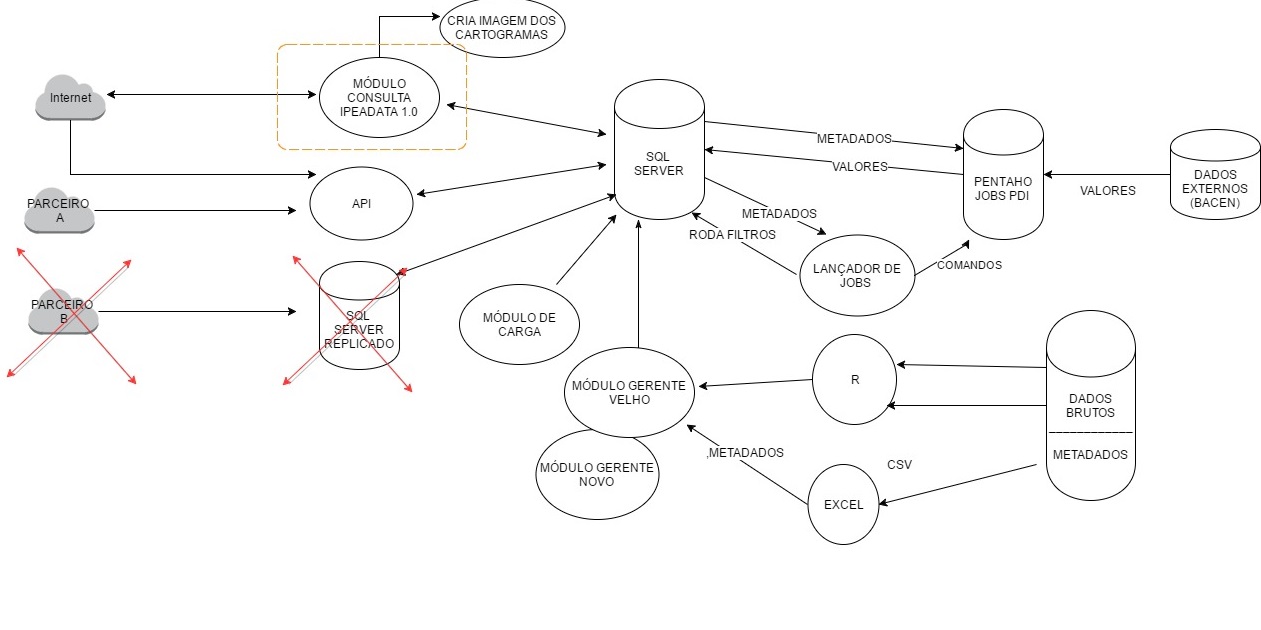 CRIA IMAGEM DOS
CARTOGRAMAS
Internet
MÓDULO
CONSULTA
IPEADATA 1.0
SQL
SERVER
METADADOS
VALORES
PENTAHO
JOBS PDI
VALORES
DADOS
EXTERNOS
(BACEN)
PARCEIRO
A
API
METADADOS
RODA FILTROS
LANÇADOR DE
JOBS
COMANDOS
PARCEIRO
B
SQL
SERVER
REPLICADO
MÓDULO DE
CARGA
MÓDULO GERENTE
VELHO
R
DADOS
BRUTOS
_____________
METADADOS
,METADADOS
CSV
MÓDULO GERENTE
NOVO
EXCEL